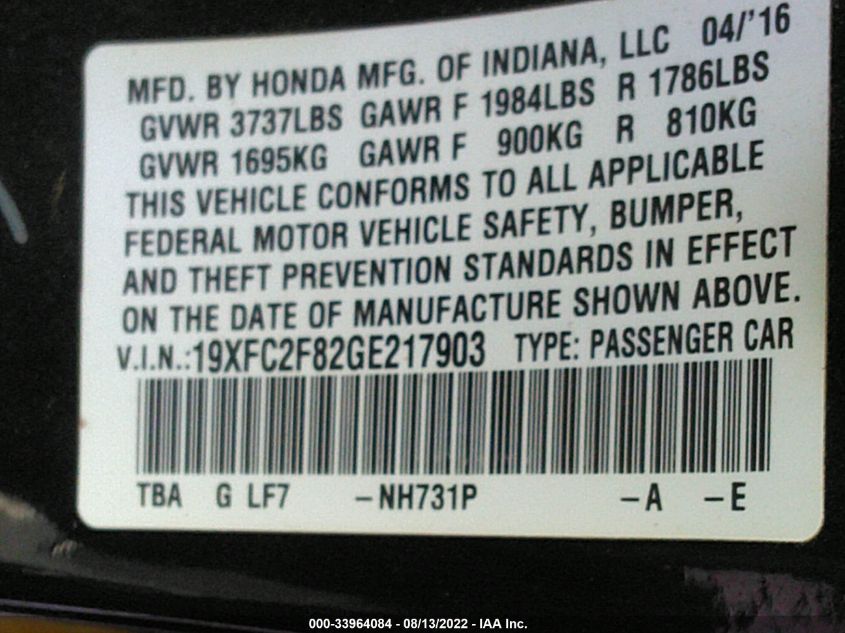 MFD. BY HONDA MFG. OF INDIANA, LLC 04/'16
GVWR 3737LBS GAWR F 1984LBS R 1786LBS
GVWR 1695KG GAWR F 900KG R 810KG
THIS VEHICLE CONFORMS TO ALL APPLICABLE
FEDERAL MOTOR VEHICLE SAFETY, BUMPER,
AND THEFT PREVENTION STANDARDS IN EFFECT
ON THE DATE OF MANUFACTURE SHOWN ABOVE.
V.I.N.:19XFC2F82GE217903 TYPE: PASSENGER CAR
TBA G LF7 -NH731P -A -E
000-33964084 - 08/13/2022 - IAA Inc.